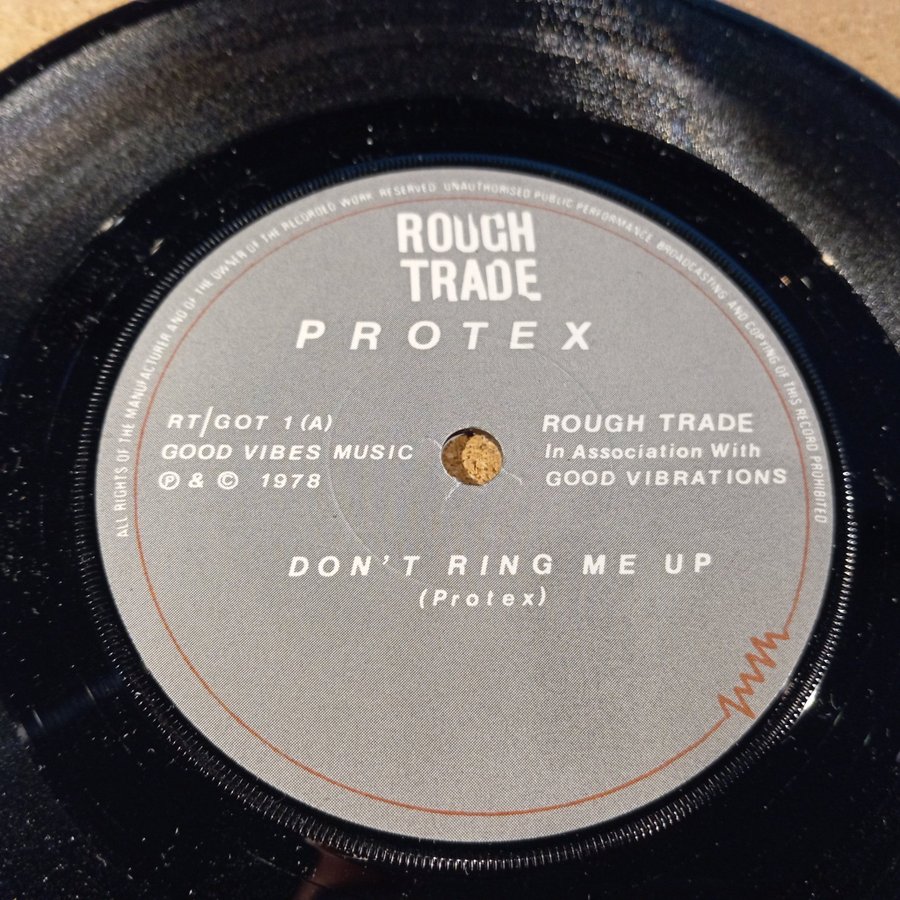 ALL RIGHTS OF THE MANUFACTURER AND OF THE OWNER OF THE RECORDED WORK RESERVED UNAUTHORISED PUBLIC PERFORMANCE BROADCASTING AND COPYING OF THIS RECORD PROHIBITED
ROUGH
TRADE
PROTEX
RT/GOT 1 (A)
GOOD VIBES MUSIC
℗ & © 1978
ROUGH TRADE
In Association With
GOOD VIBRATIONS
DON'T RING ME UP
(Protex)